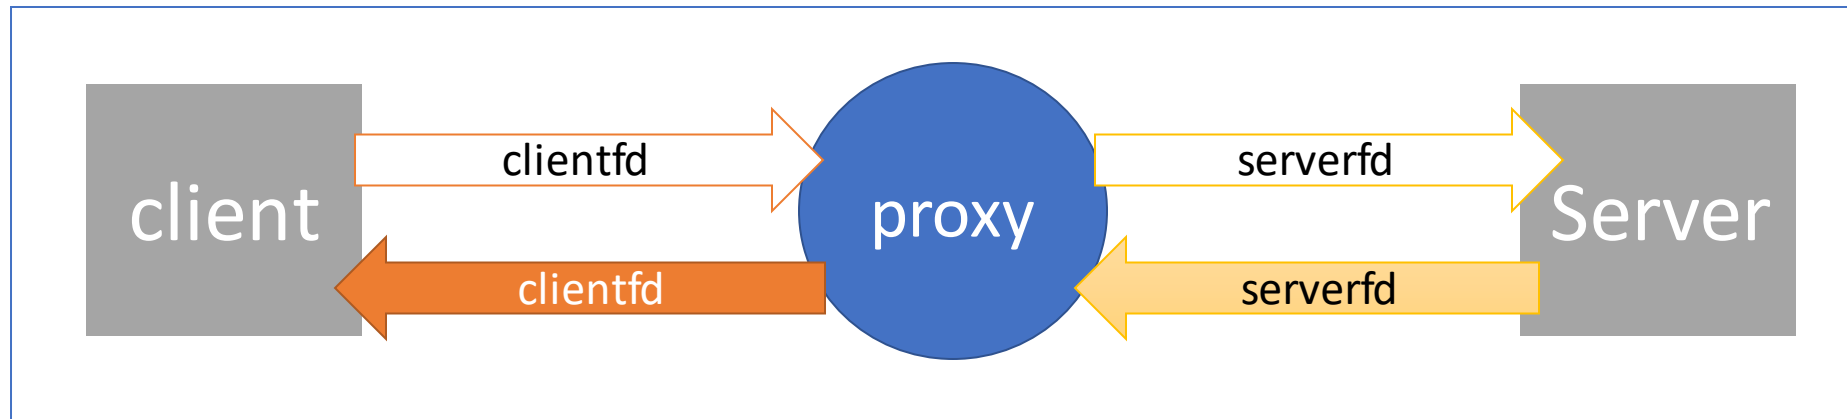 clientfd
serverfd
client
proxy
Server
clientfd
serverfd